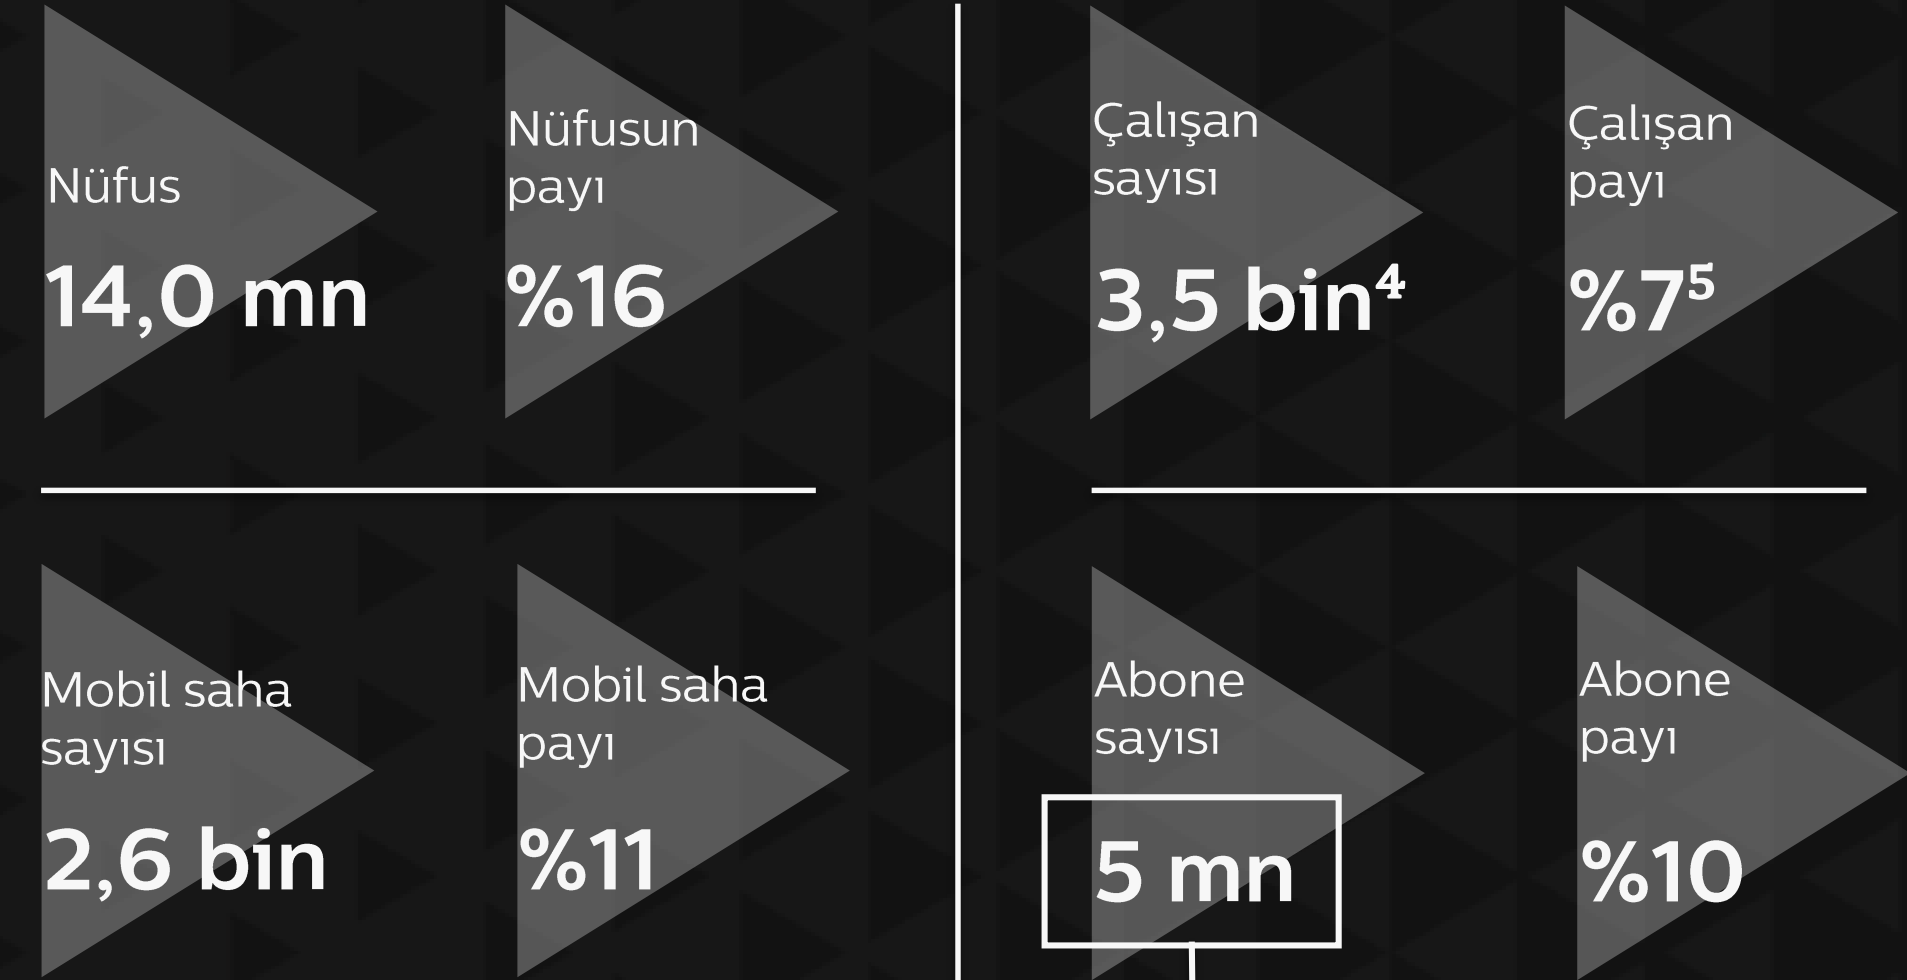 Nüfus
14,0 mn
Nüfusun
payı
%16
Çalışan
sayısı
3,5 bin⁴
Çalışan
payı
%7⁵
Mobil saha
sayısı
2,6 bin
Mobil saha
payı
%11
Abone
sayısı
5 mn
Abone
payı
%10